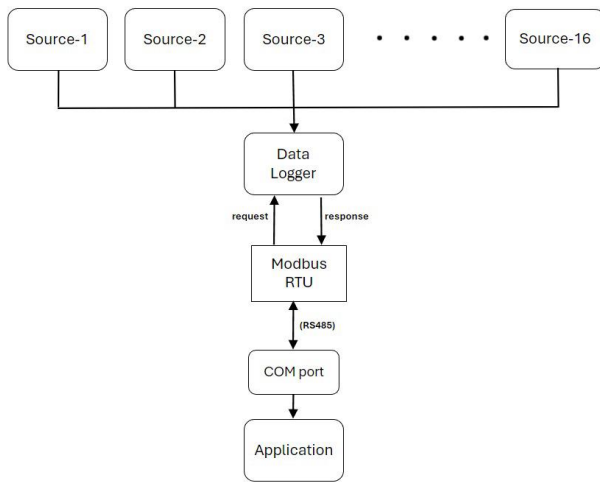 Source-1
Source-2
Source-3
Source-16
Data
Logger
request
response
Modbus
RTU
(RS485)
COM port
Application